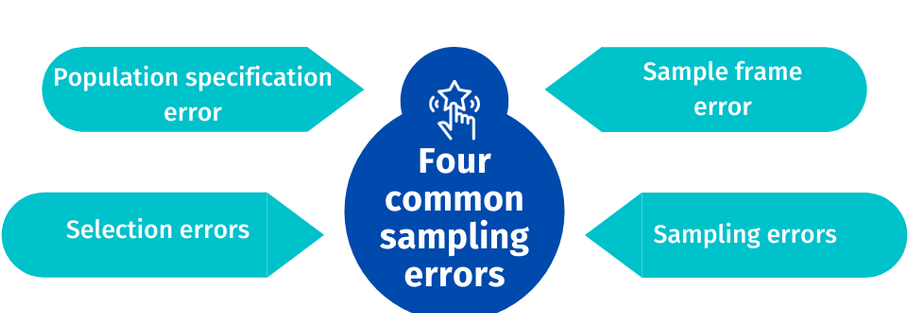 Population specification
error
Sample frame
error
Four
common
sampling
errors
Selection errors
Sampling errors